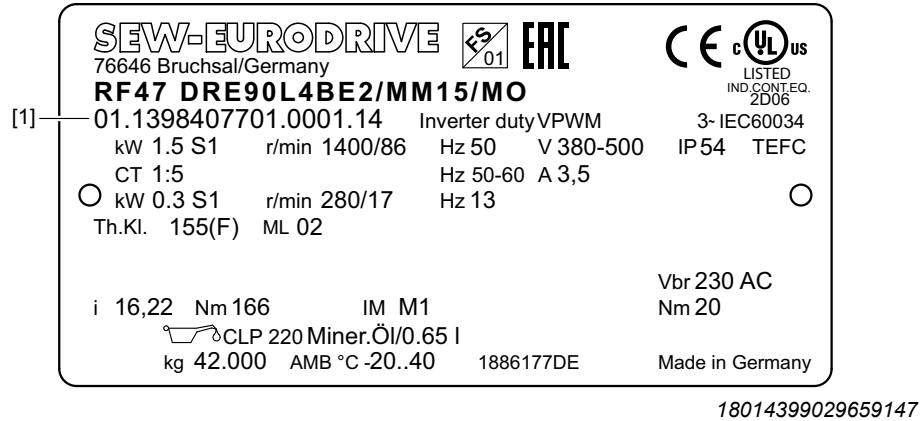 SEW-EURODRIVE FS 01 EAC CE c UL us
76646 Bruchsal/Germany LISTED
IND.CONT.EQ.
2D06
RF47 DRE90L4BE2/MM15/MO
[1] 01.1398407701.0001.14 Inverter duty VPWM 3~IEC60034
kW 1.5 S1 r/min 1400/86 Hz 50 V 380-500 IP 54 TEFC
CT 1:5 Hz 50-60 A 3,5
kW 0.3 S1 r/min 280/17 Hz 13
Th.Kl. 155(F) ML 02
Vbr 230 AC
i 16,22 Nm 166 IM M1 Nm 20
CLP 220 Miner.Öl/0.65 l
kg 42.000 AMB °C -20..40 1886177DE Made in Germany
18014399029659147